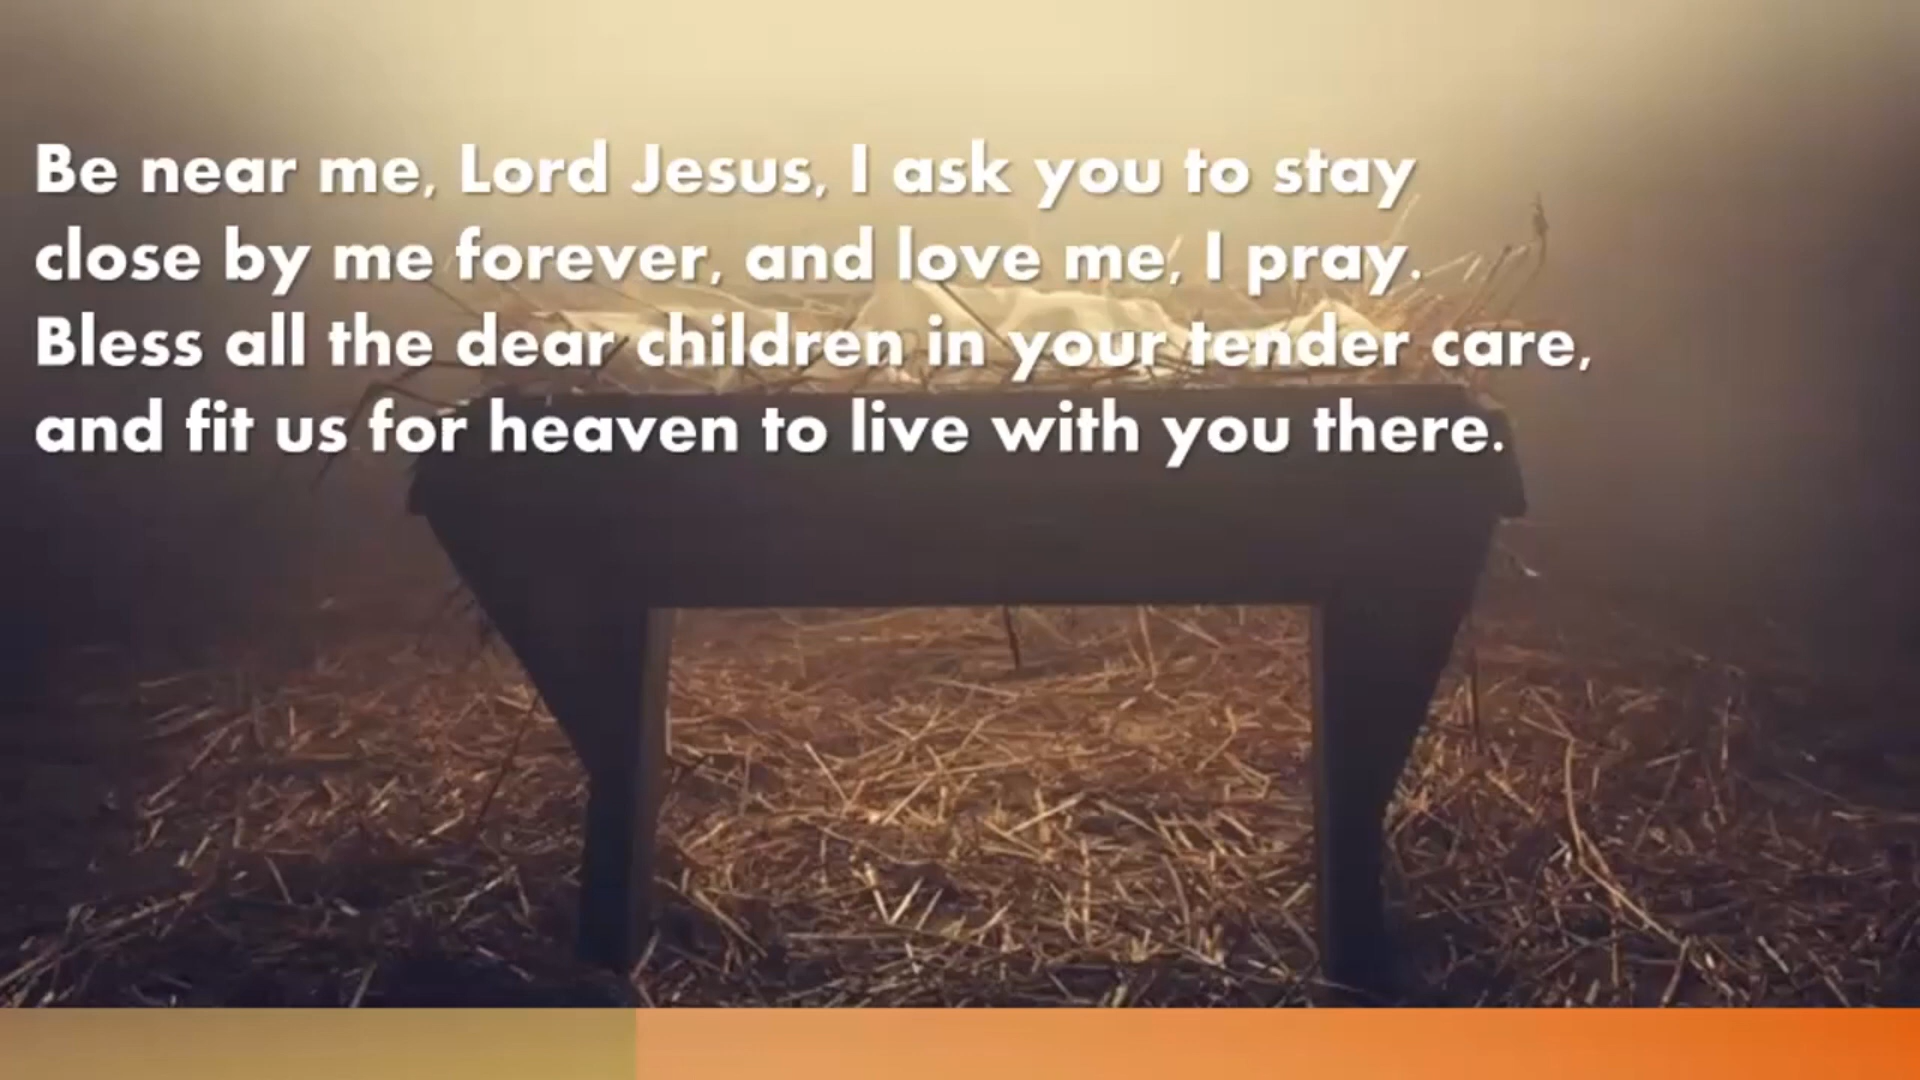 Be near me, Lord Jesus, I ask you to stay
close by me forever, and love me, I pray.
Bless all the dear children in your tender care,
and fit us for heaven to live with you there.